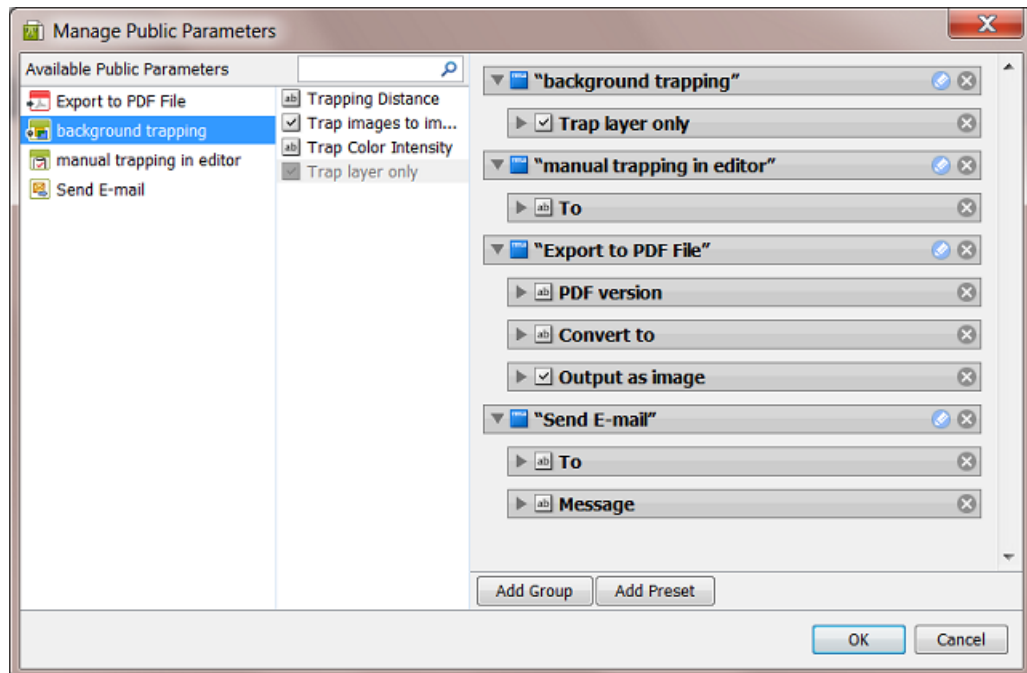 Manage Public Parameters
Available Public Parameters
Export to PDF File
background trapping
manual trapping in editor
Send E-mail
Trapping Distance
Trap images to im...
Trap Color Intensity
Trap layer only
"background trapping"
Trap layer only
"manual trapping in editor"
To
"Export to PDF File"
PDF version
Convert to
Output as image
"Send E-mail"
To
Message
Add Group
Add Preset
OK
Cancel